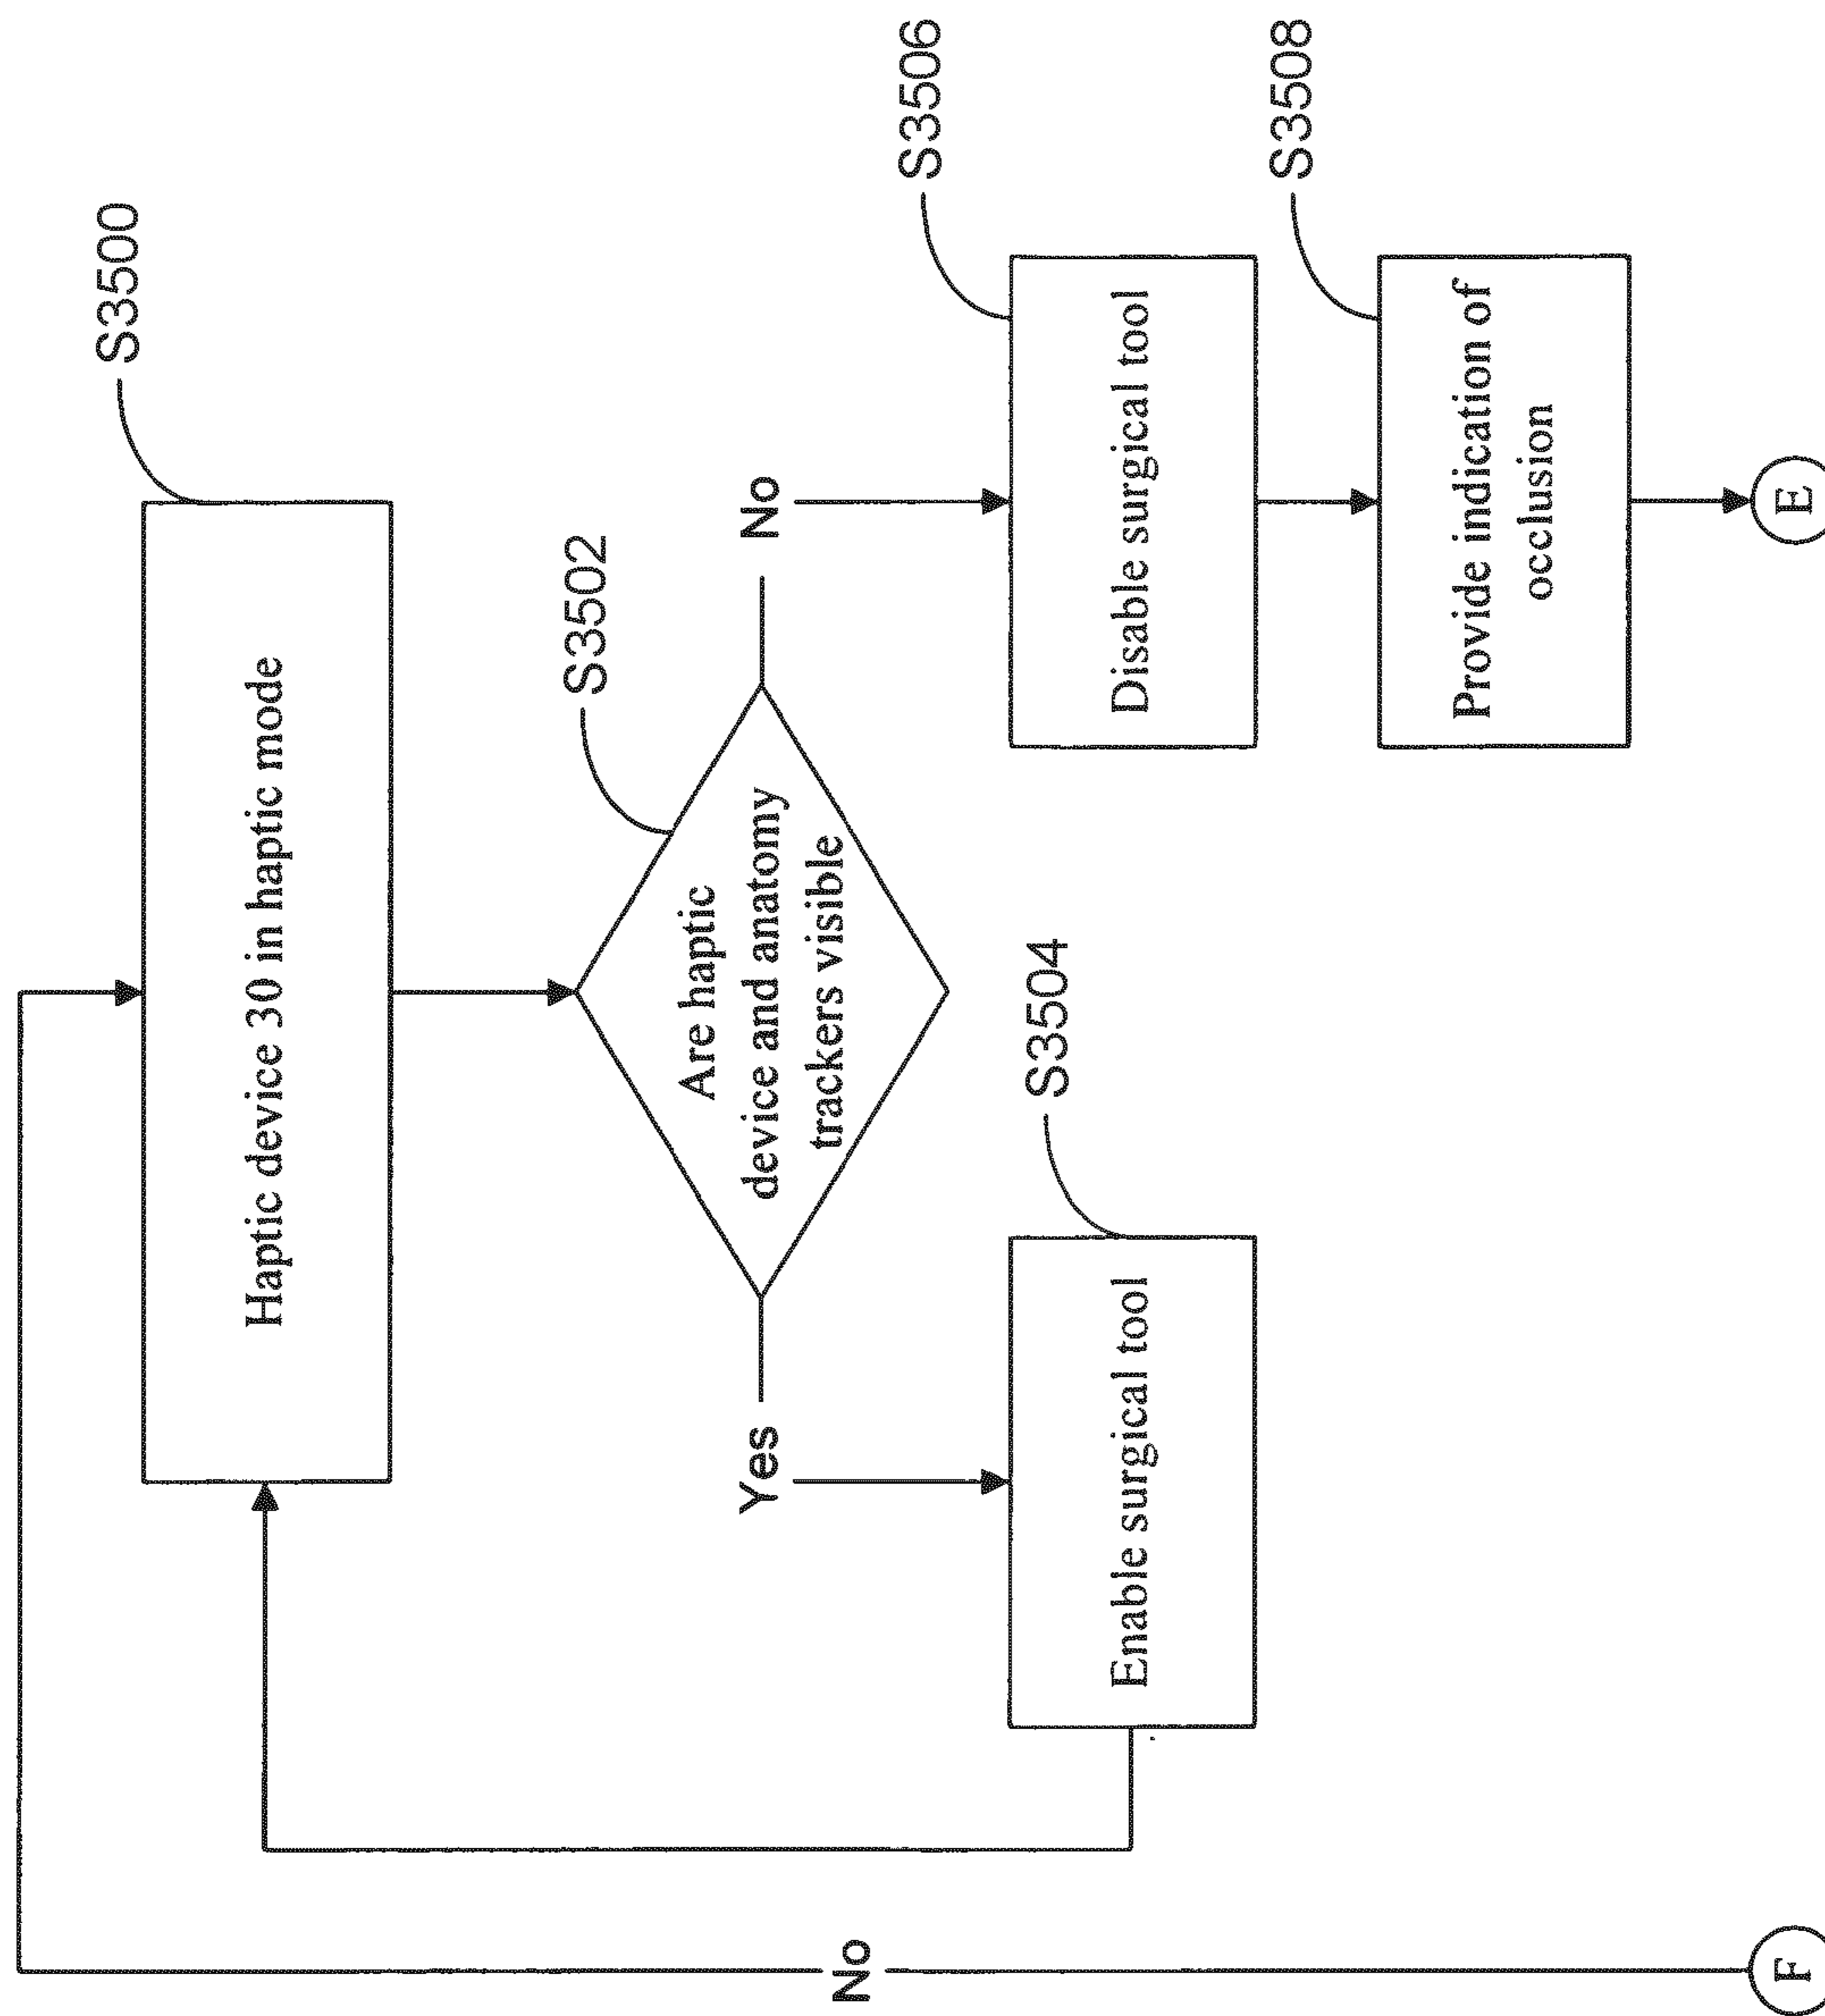 S3500
Haptic device 30 in haptic mode
S3502
Are haptic
device and anatomy
trackers visible
Yes
No
S3504
Enable surgical tool
S3506
Disable surgical tool
S3508
Provide indication of
occlusion
No
F
E